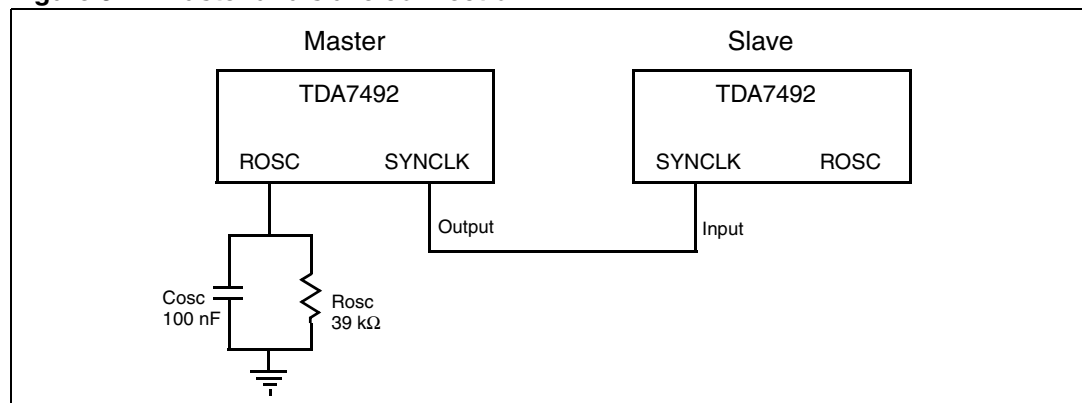 Master
Slave
TDA7492
TDA7492
ROSC
SYNCLK
SYNCLK
ROSC
Output
Input
Cosc
100 nF
Rosc
39 kΩ